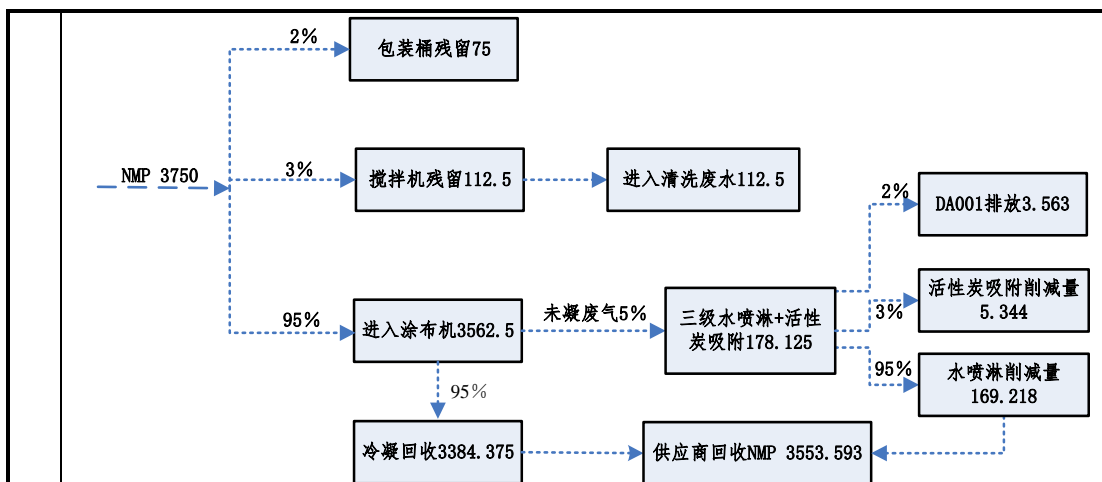 2%
包装桶残留75
NMP 3750
3%
搅拌机残留112.5
进入清洗废水112.5
2%
DA001排放3.563
95%
进入涂布机3562.5
未凝废气5%
三级水喷淋+活性
炭吸附178.125
3%
活性炭吸附削减量
5.344
95%
水喷淋削减量
169.218
95%
冷凝回收3384.375
供应商回收NMP 3553.593